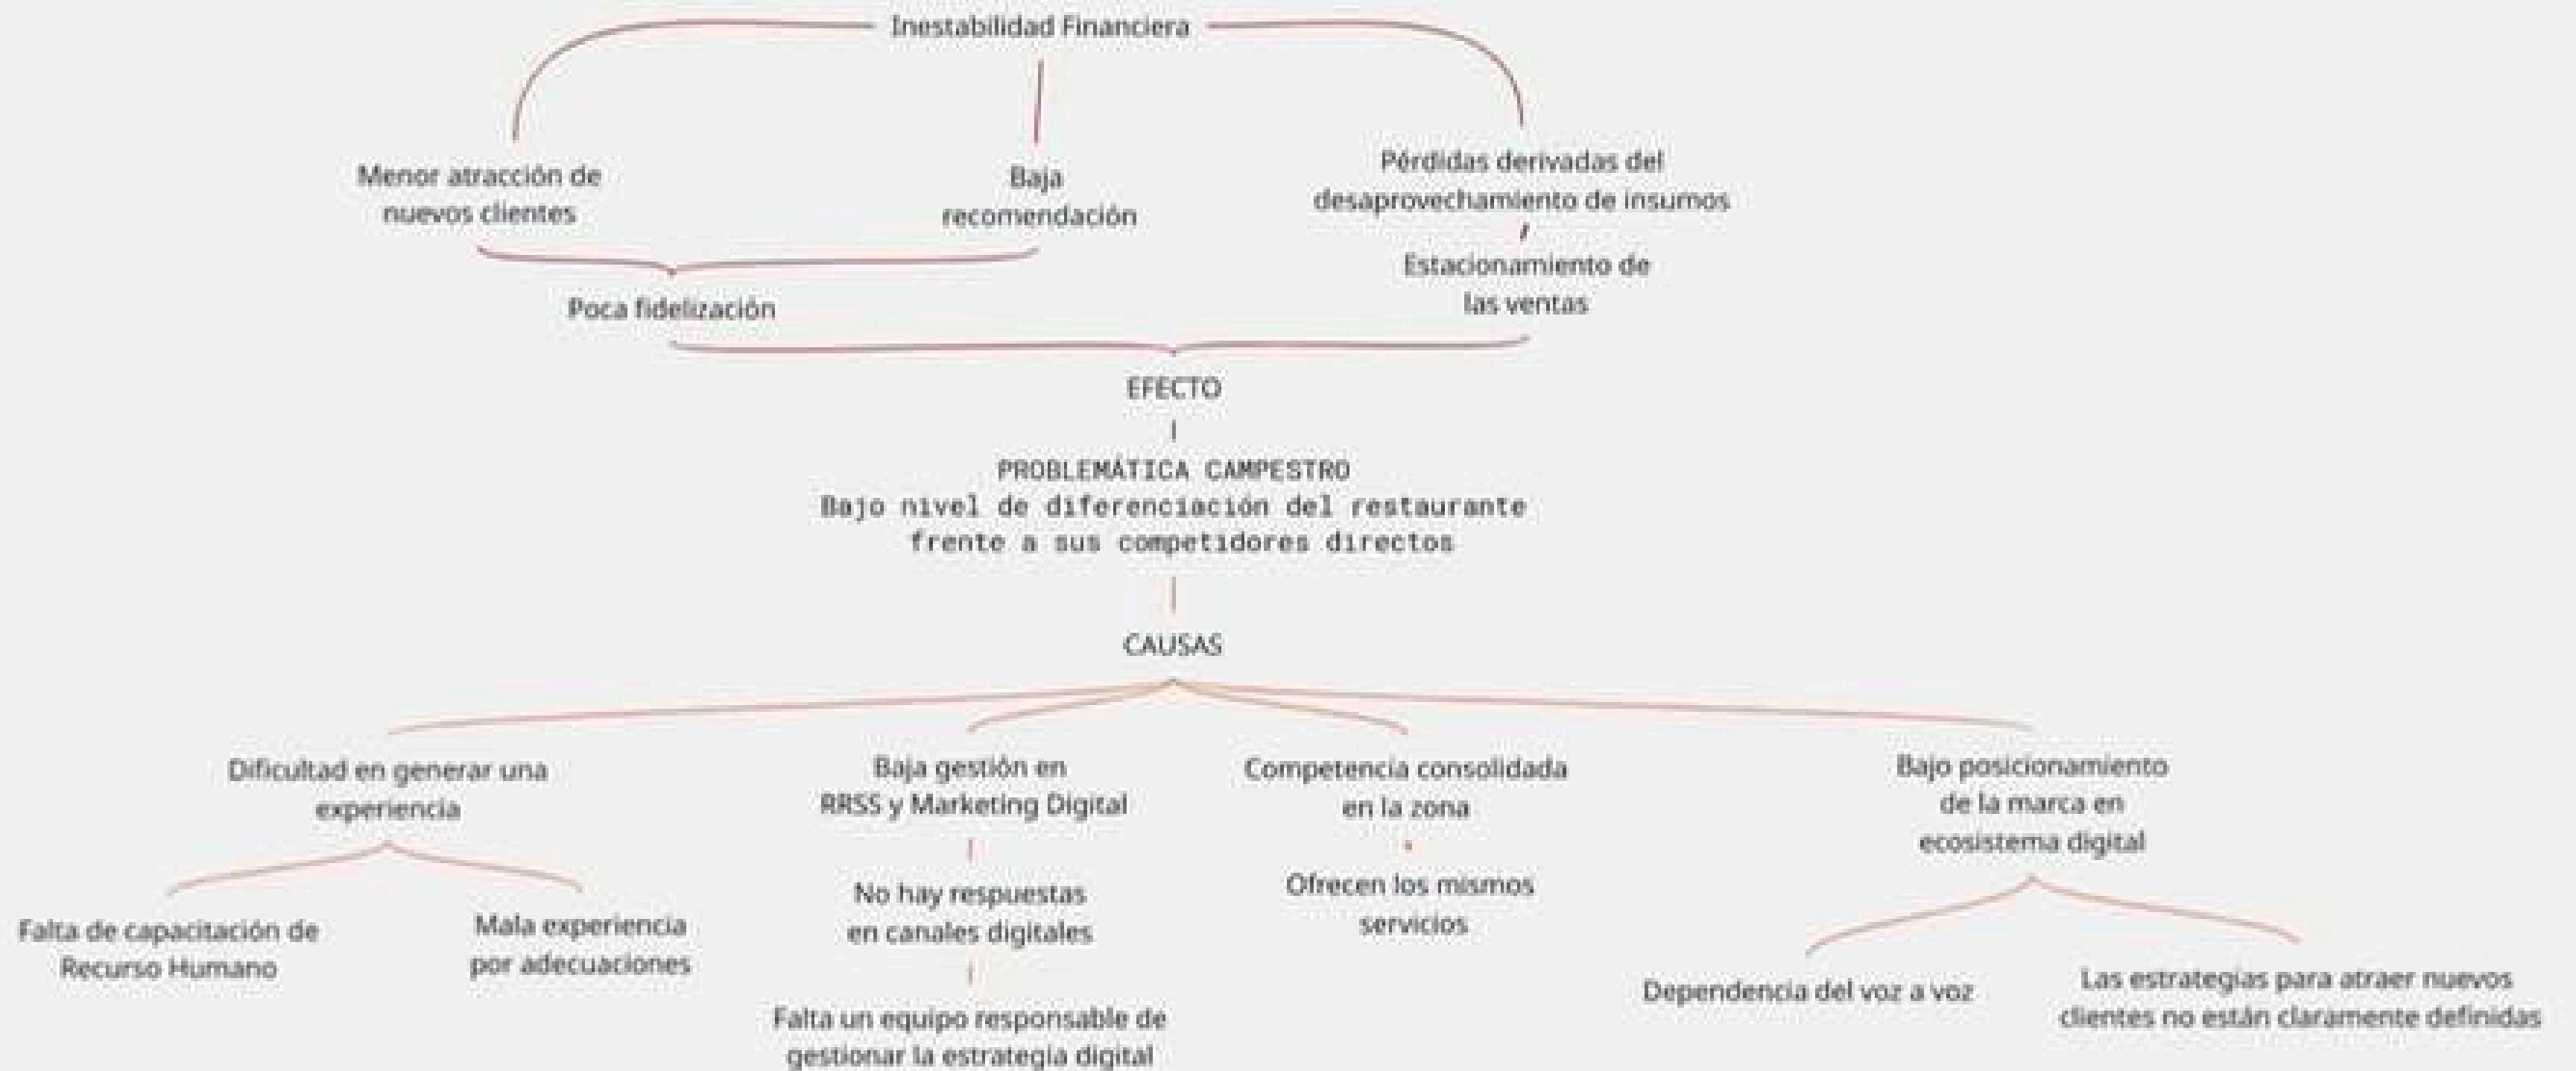 Inestabilidad Financiera
Menor atracción de
nuevos clientes
Baja
recomendación
Pérdidas derivadas del
desaprovechamiento de insumos
Estacionamiento de
las ventas
Poca fidelización
EFECTO
PROBLEMÁTICA CAMPESTRO
Bajo nivel de diferenciación del restaurante
frente a sus competidores directos
CAUSAS
Dificultad en generar una
experiencia
Falta de capacitación de
Recurso Humano
Mala experiencia
por adecuaciones
Baja gestión en
RRSS y Marketing Digital
No hay respuestas
en canales digitales
Falta un equipo responsable de
gestionar la estrategia digital
Competencia consolidada
en la zona
Ofrecen los mismos
servicios
Bajo posicionamiento
de la marca en
ecosistema digital
Dependencia del voz a voz
Las estrategias para atraer nuevos
clientes no están claramente definidas